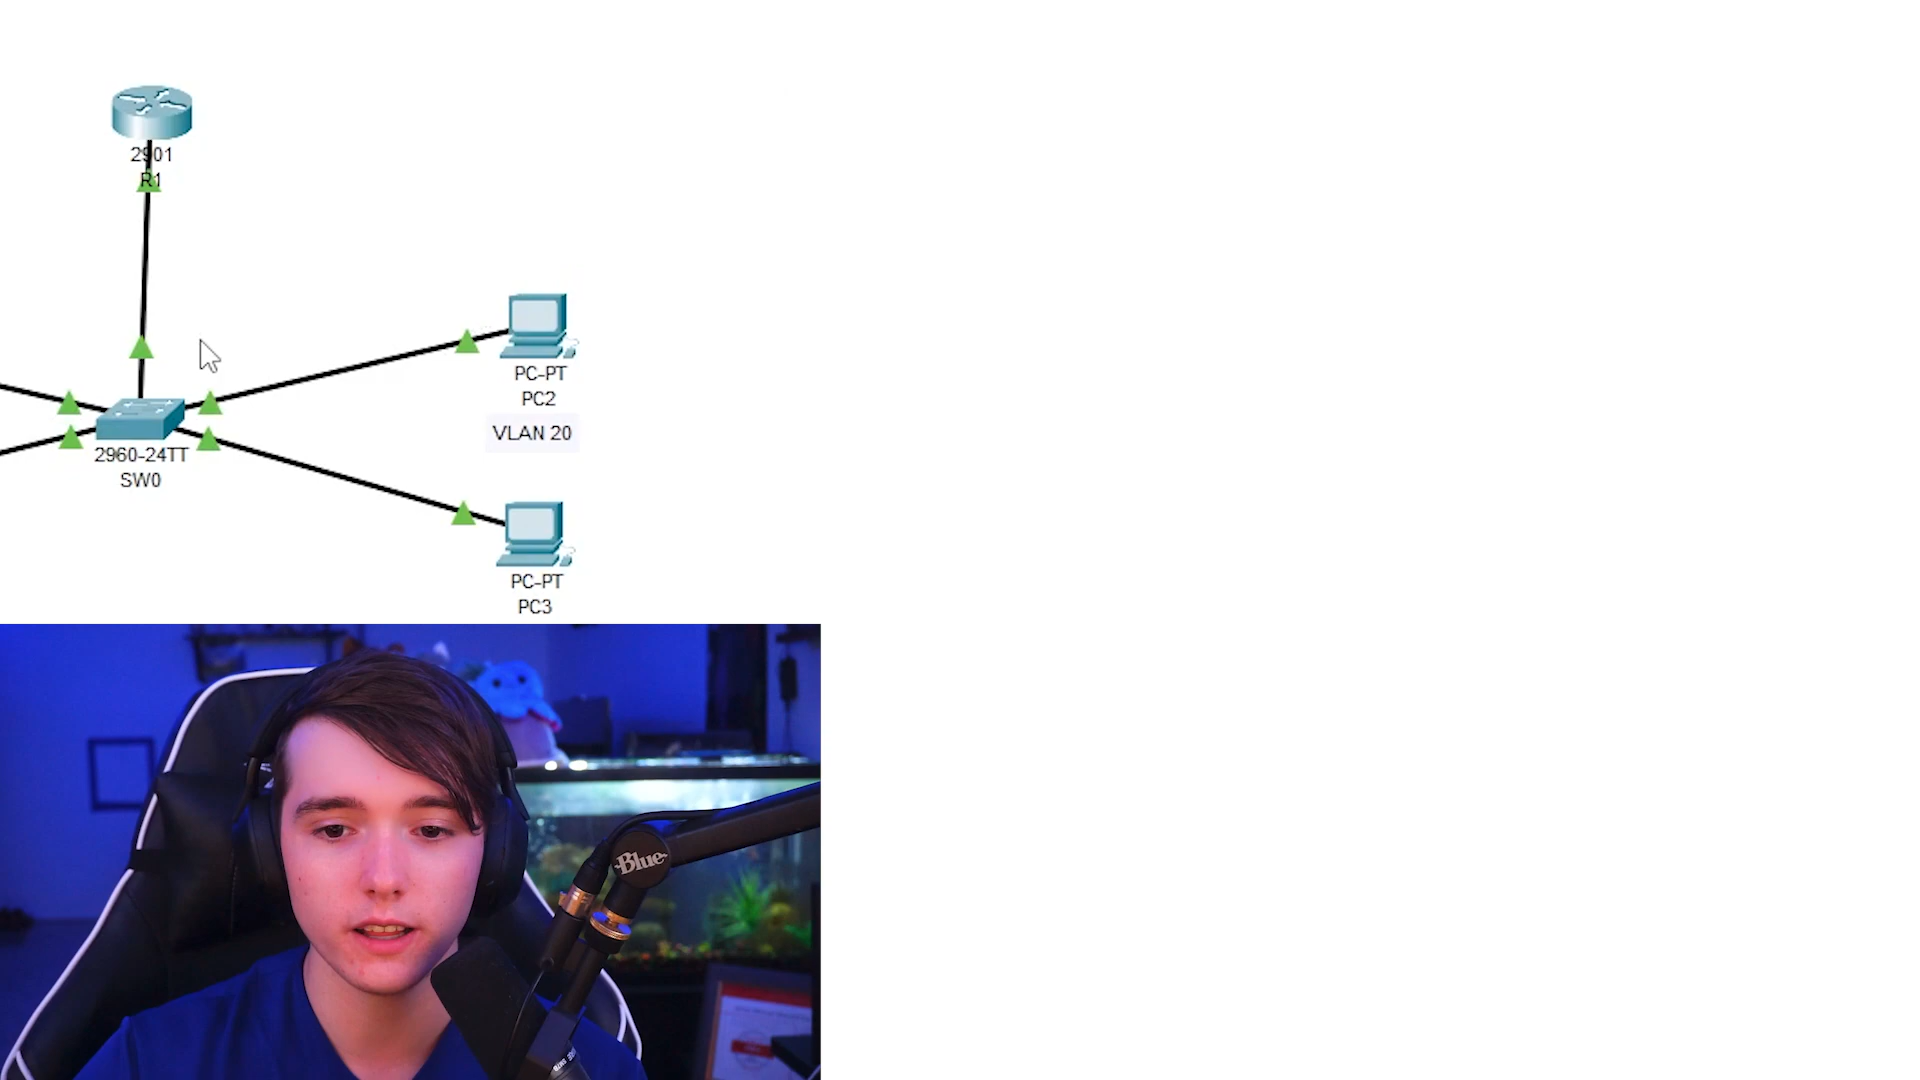 2901
R1
PC-PT
PC2
VLAN 20
2960-24TT
SW0
PC-PT
PC3
Blue